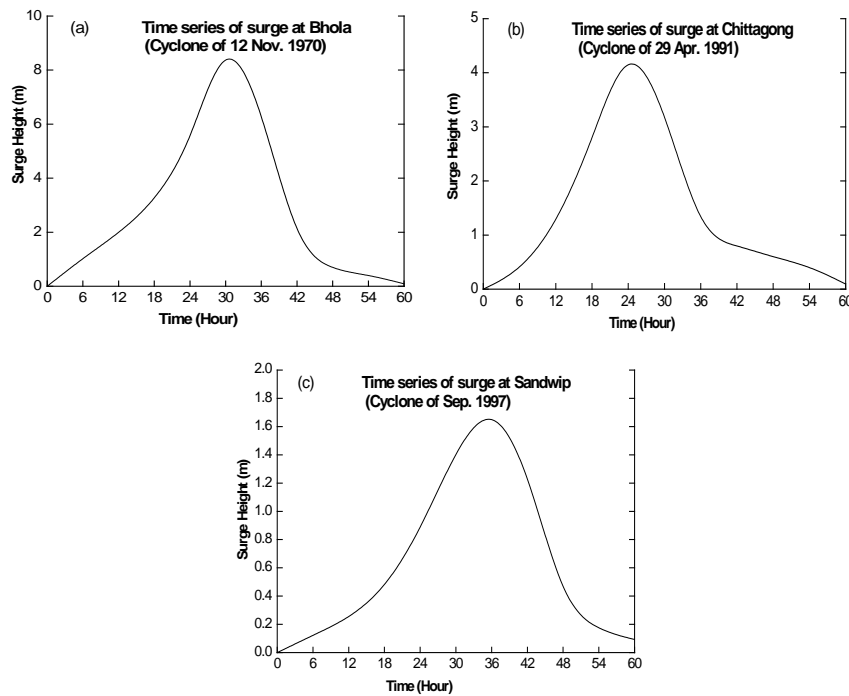 (a)
Time series of surge at Bhola
(Cyclone of 12 Nov. 1970)
Surge Height (m)
10
8
6
4
2
0
0 6 12 18 24 30 36 42 48 54 60
Time (Hour)
(b)
Time series of surge at Chittagong
(Cyclone of 29 Apr. 1991)
Surge Height (m)
5
4
3
2
1
0
0 6 12 18 24 30 36 42 48 54 60
Time (Hour)
(c)
Time series of surge at Sandwip
(Cyclone of Sep. 1997)
Surge Height (m)
2.0
1.8
1.6
1.4
1.2
1.0
0.8
0.6
0.4
0.2
0.0
0 6 12 18 24 30 36 42 48 54 60
Time (Hour)